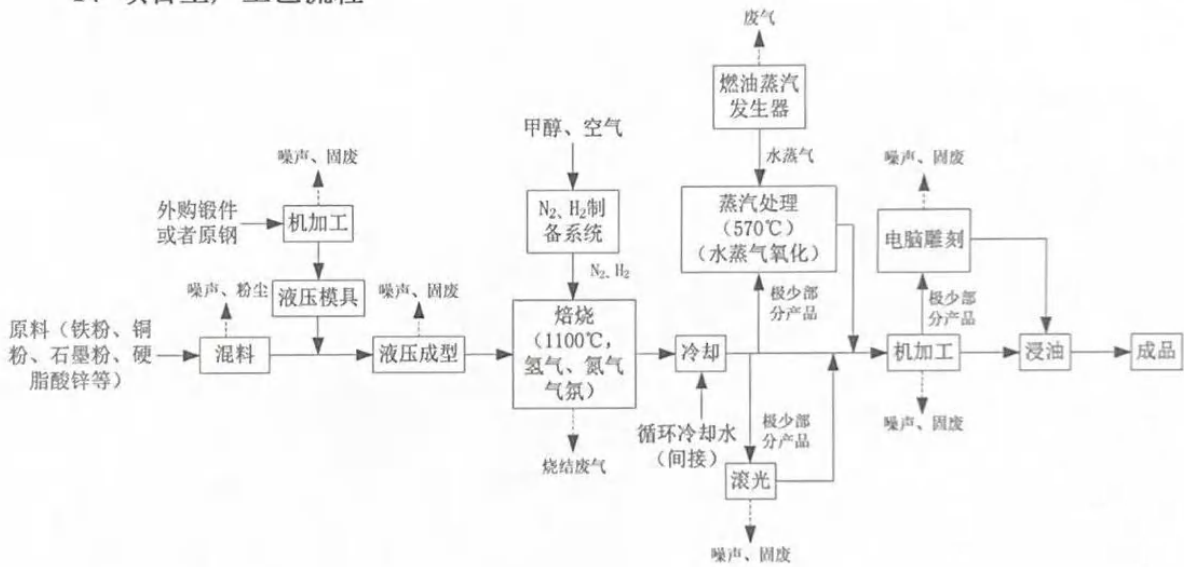 废气
燃油蒸汽
发生器
水蒸气
甲醇、空气
噪声、固废
噪声、固废
外购锻件
或者原钢
机加工
N₂、H₂制
备系统
蒸汽处理
(570℃)
(水蒸气氧化)
电脑雕刻
N₂、H₂
噪声、粉尘
液压模具
噪声、固废
极少部
分产品
极少部
分产品
原料(铁粉、铜
粉、石墨粉、硬
脂酸锌等)
混料
液压成型
焙烧
(1100℃,
氢气、氮气
气氛)
冷却
机加工
浸油
成品
循环冷却水
(间接)
极少部
分产品
噪声、固废
烧结废气
滚光
噪声、固废